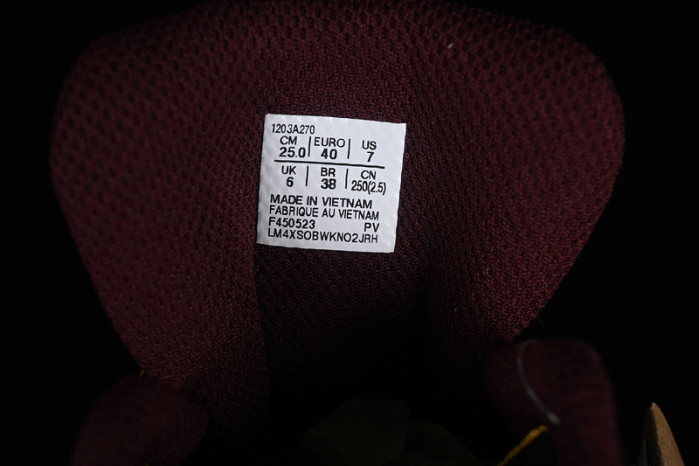 1203A270
CM | EURO | US
25.0 | 40 | 7
UK | BR | CN
6 | 38 | 250(2.5)
MADE IN VIETNAM
FABRIQUE AU VIETNAM
F450523 PV
LM4XSOBWKNO2JRH